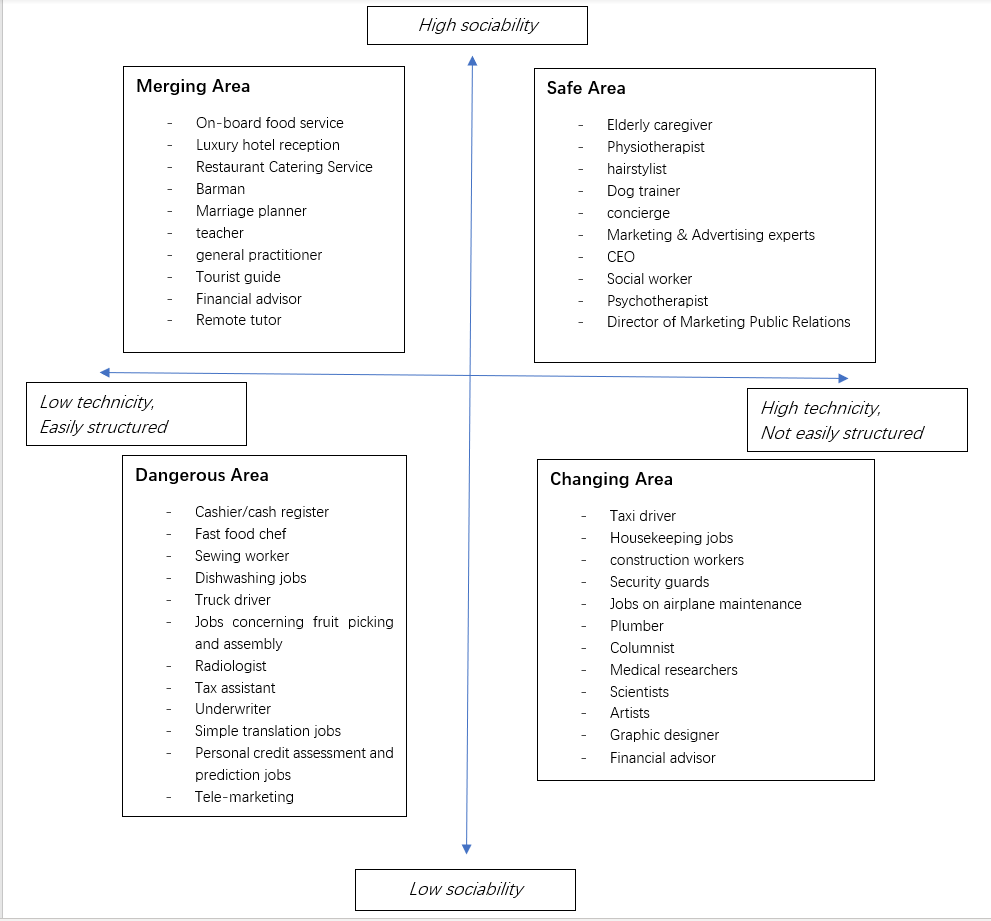 High sociability
Merging Area
- On-board food service
- Luxury hotel reception
- Restaurant Catering Service
- Barman
- Marriage planner
- teacher
- general practitioner
- Tourist guide
- Financial advisor
- Remote tutor
Safe Area
- Elderly caregiver
- Physiotherapist
- hairstylist
- Dog trainer
- concierge
- Marketing & Advertising experts
- CEO
- Social worker
- Psychotherapist
- Director of Marketing Public Relations
Low technicity,
Easily structured
High technicity,
Not easily structured
Dangerous Area
- Cashier/cash register
- Fast food chef
- Sewing worker
- Dishwashing jobs
- Truck driver
- Jobs concerning fruit picking
and assembly
- Radiologist
- Tax assistant
- Underwriter
- Simple translation jobs
- Personal credit assessment and
prediction jobs
- Tele-marketing
Changing Area
- Taxi driver
- Housekeeping jobs
- construction workers
- Security guards
- Jobs on airplane maintenance
- Plumber
- Columnist
- Medical researchers
- Scientists
- Artists
- Graphic designer
- Financial advisor
Low sociability